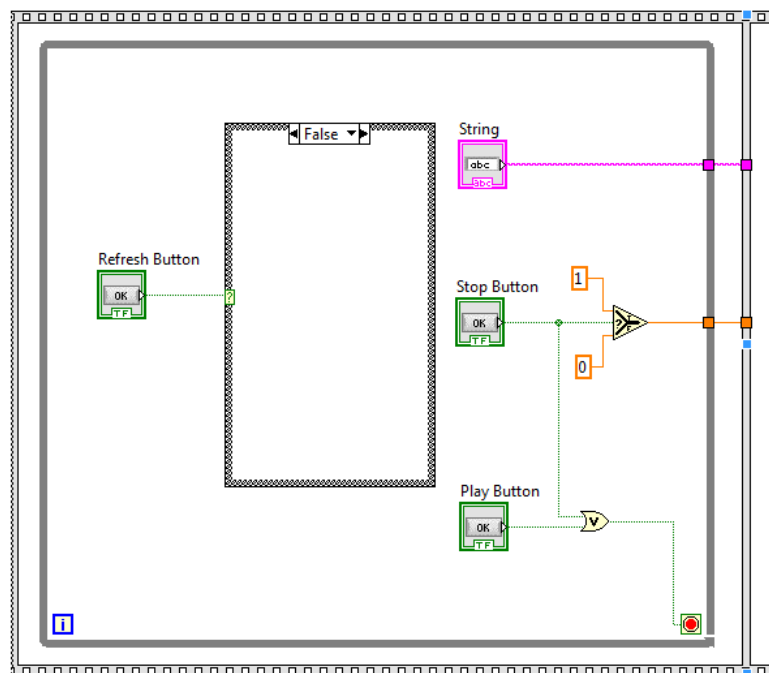 False
String
abc
abc
Refresh Button
OK
TF
?
Stop Button
OK
TF
1
?
0
Play Button
OK
TF
V
i